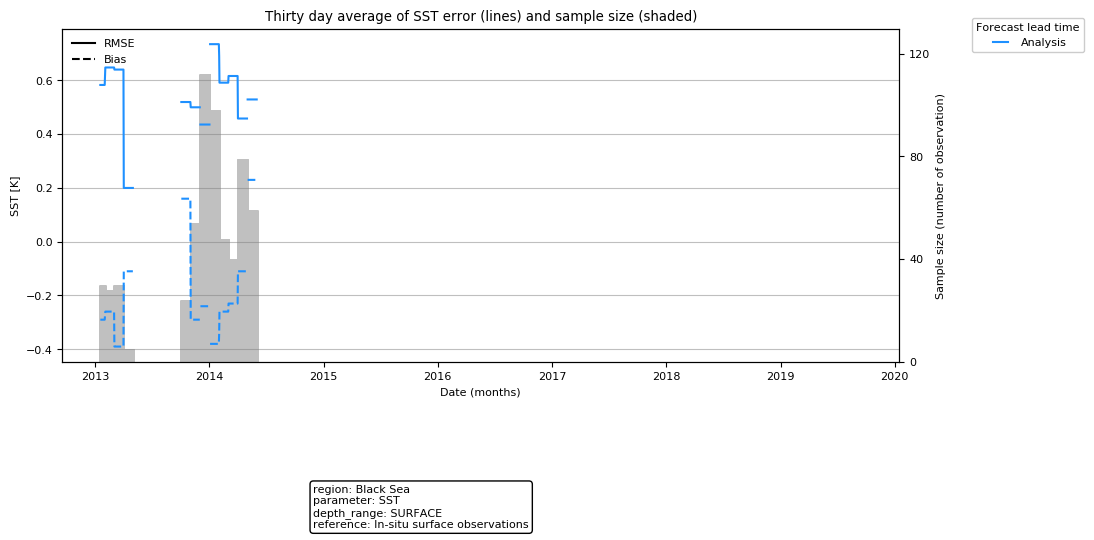 Thirty day average of SST error (lines) and sample size (shaded)
RMSE
Bias
Forecast lead time
Analysis
SST [K]
0.6
0.4
0.2
0.0
−0.2
−0.4
120
80
40
0
Sample size (number of observation)
2013 2014 2015 2016 2017 2018 2019 2020
Date (months)
region: Black Sea
parameter: SST
depth_range: SURFACE
reference: In-situ surface observations